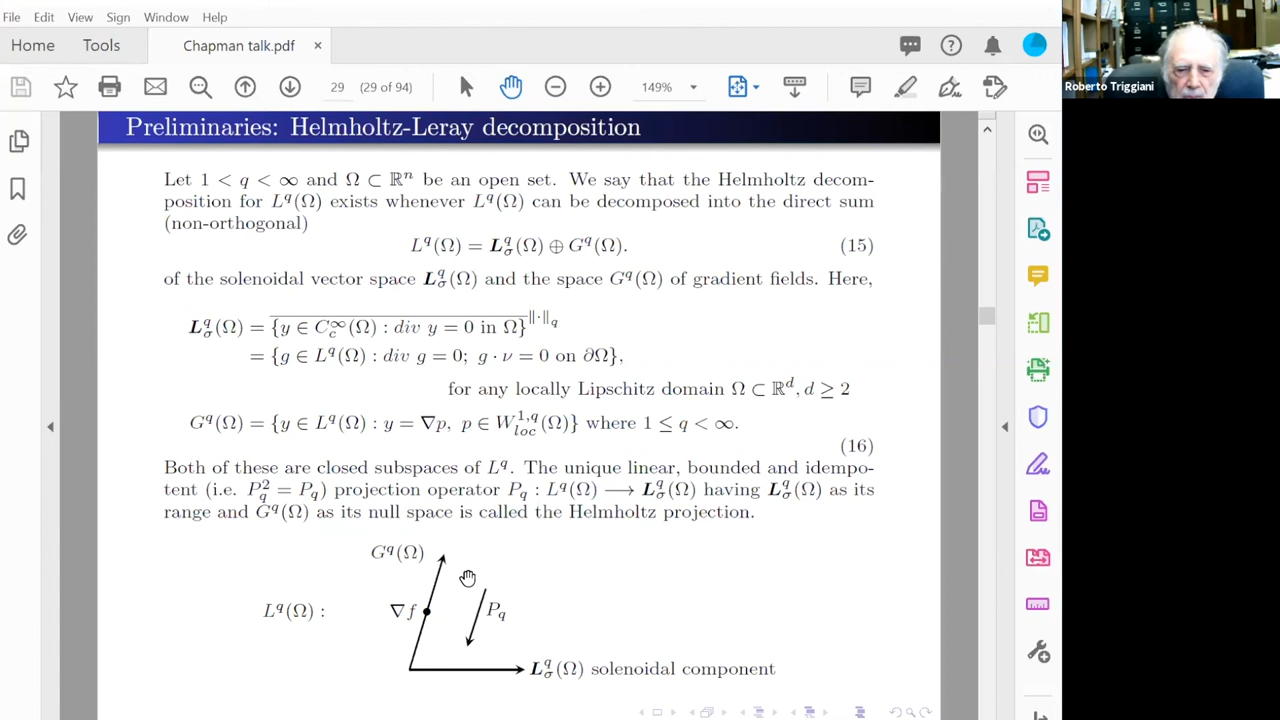 File Edit View Sign Window Help
Home Tools Chapman talk.pdf ×
29 (29 of 94) 149%
Roberto Triggiani
Preliminaries: Helmholtz-Leray decomposition
Let 1 < q < ∞ and Ω ⊂ ℝⁿ be an open set. We say that the Helmholtz decom-
position for L^q(Ω) exists whenever L^q(Ω) can be decomposed into the direct sum
(non-orthogonal)
L^q(Ω) = L^q_σ(Ω) ⊕ G^q(Ω). (15)
of the solenoidal vector space L^q_σ(Ω) and the space G^q(Ω) of gradient fields. Here,
L^q_σ(Ω) = \overline{{y ∈ C_c^∞(Ω) : div y = 0 in Ω}}^{‖·‖_q}
= {g ∈ L^q(Ω) : div g = 0; g · ν = 0 on ∂Ω},
for any locally Lipschitz domain Ω ⊂ ℝ^d, d ≥ 2
G^q(Ω) = {y ∈ L^q(Ω) : y = ∇p, p ∈ W^{1,q}_{loc}(Ω)} where 1 ≤ q < ∞.
(16)
Both of these are closed subspaces of L^q. The unique linear, bounded and idempo-
tent (i.e. P_q^2 = P_q) projection operator P_q : L^q(Ω) ⟶ L^q_σ(Ω) having L^q_σ(Ω) as its
range and G^q(Ω) as its null space is called the Helmholtz projection.
G^q(Ω)
L^q(Ω) : ∇f P_q
L^q_σ(Ω) solenoidal component